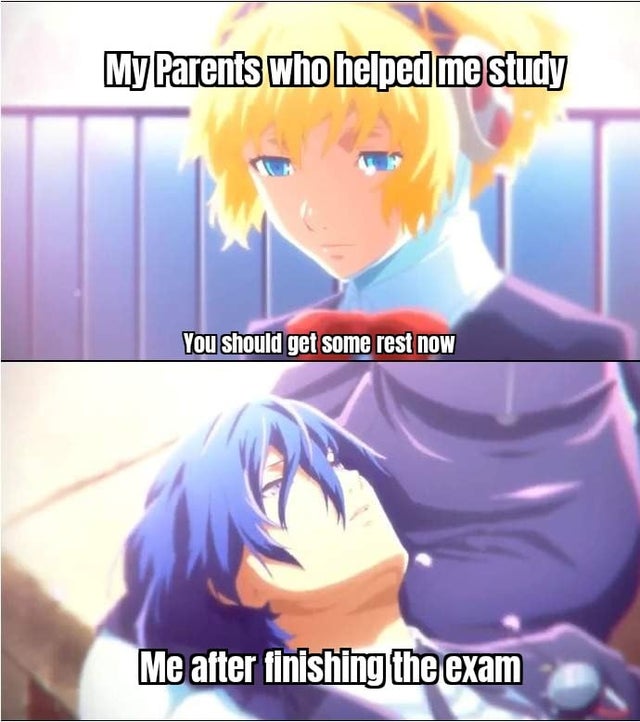 My Parents who helped me study
You should get some rest now
Me after finishing the exam